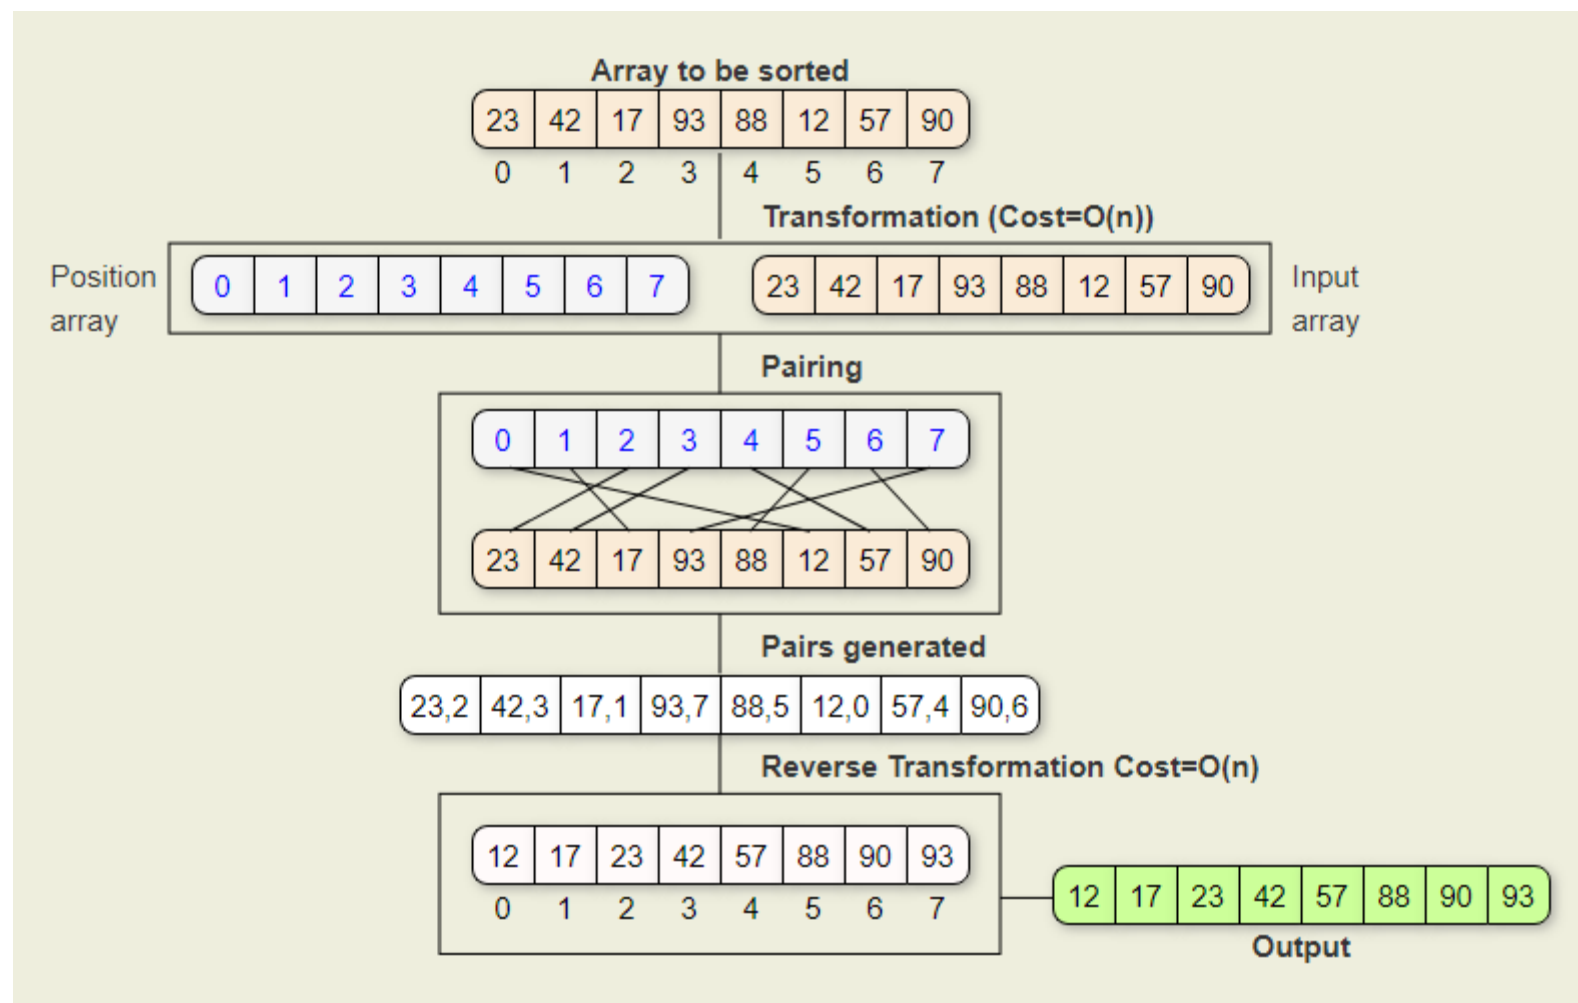 Array to be sorted
23 42 17 93 88 12 57 90
0 1 2 3 4 5 6 7
Transformation (Cost=O(n))
Position array
0 1 2 3 4 5 6 7
23 42 17 93 88 12 57 90
Input array
Pairing
0 1 2 3 4 5 6 7
23 42 17 93 88 12 57 90
Pairs generated
23,2 42,3 17,1 93,7 88,5 12,0 57,4 90,6
Reverse Transformation Cost=O(n)
12 17 23 42 57 88 90 93
0 1 2 3 4 5 6 7
12 17 23 42 57 88 90 93
Output